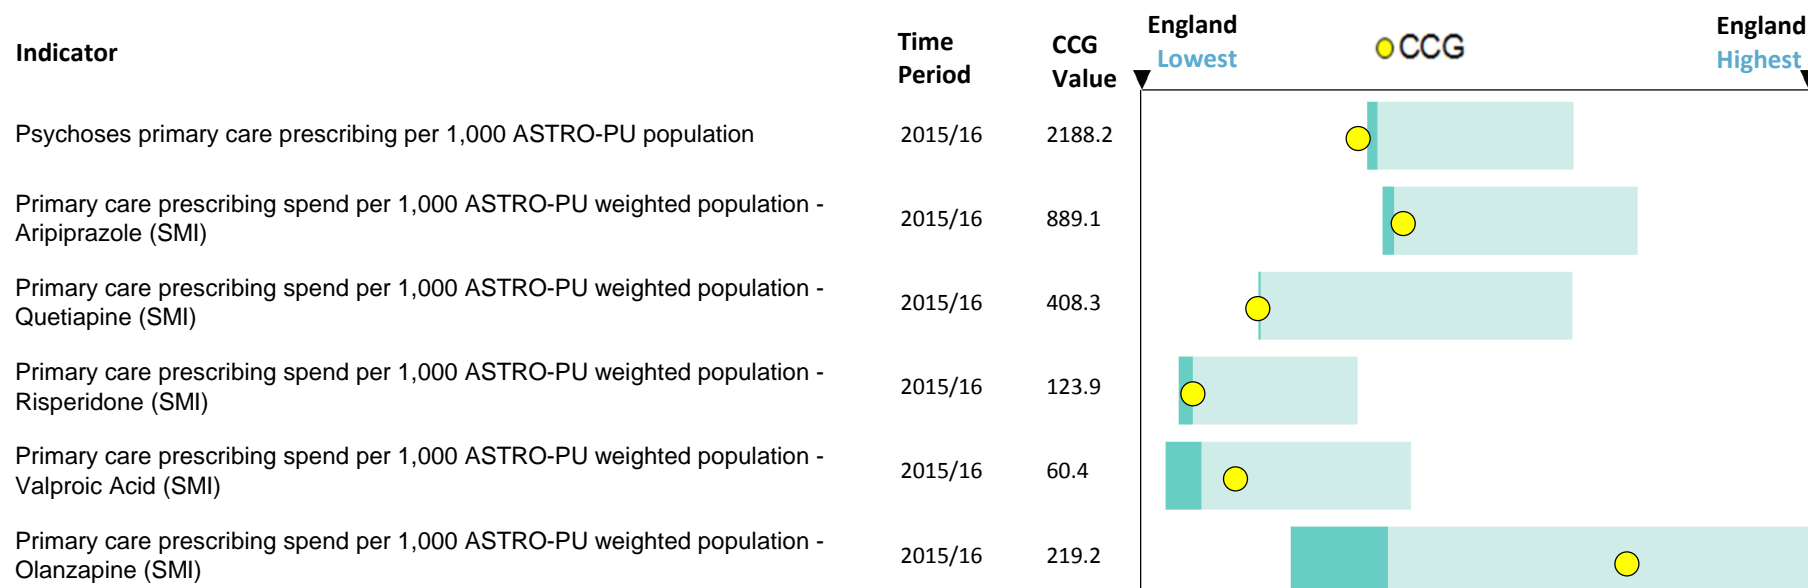 Indicator
Time
Period
CCG
Value
England
Lowest
CCG
England
Highest
Psychoses primary care prescribing per 1,000 ASTRO-PU population
2015/16
2188.2
Primary care prescribing spend per 1,000 ASTRO-PU weighted population -
Aripiprazole (SMI)
2015/16
889.1
Primary care prescribing spend per 1,000 ASTRO-PU weighted population -
Quetiapine (SMI)
2015/16
408.3
Primary care prescribing spend per 1,000 ASTRO-PU weighted population -
Risperidone (SMI)
2015/16
123.9
Primary care prescribing spend per 1,000 ASTRO-PU weighted population -
Valproic Acid (SMI)
2015/16
60.4
Primary care prescribing spend per 1,000 ASTRO-PU weighted population -
Olanzapine (SMI)
2015/16
219.2